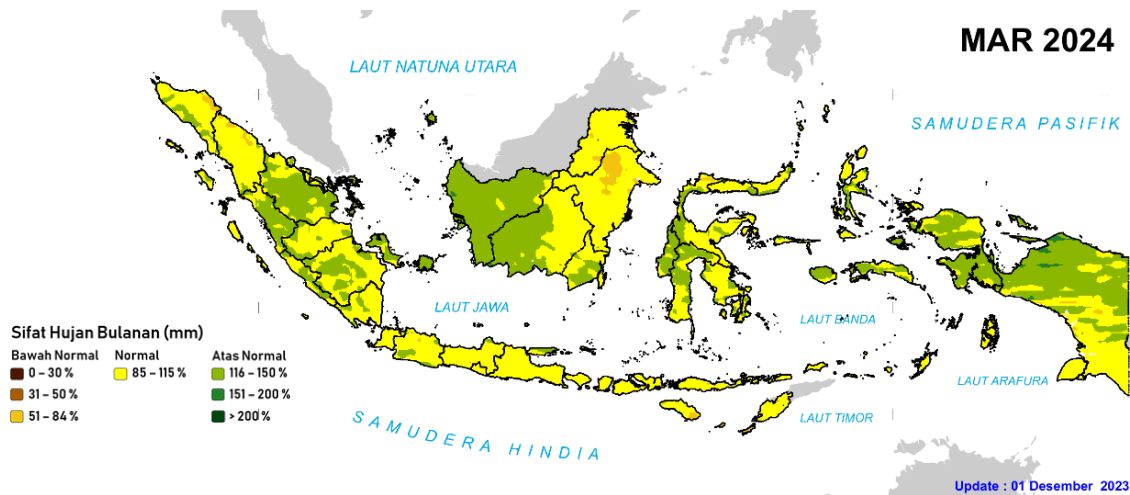 MAR 2024
LAUT NATUNA UTARA
SAMUDERA PASIFIK
LAUT JAWA
LAUT BANDA
LAUT ARAFURA
LAUT TIMOR
SAMUDERA HINDIA
Sifat Hujan Bulanan (mm)
Bawah Normal Normal Atas Normal
0 – 30 % 85 – 115 % 116 – 150 %
31 – 50 % 151 – 200 %
51 – 84 % > 200 %
Update : 01 Desember 2023